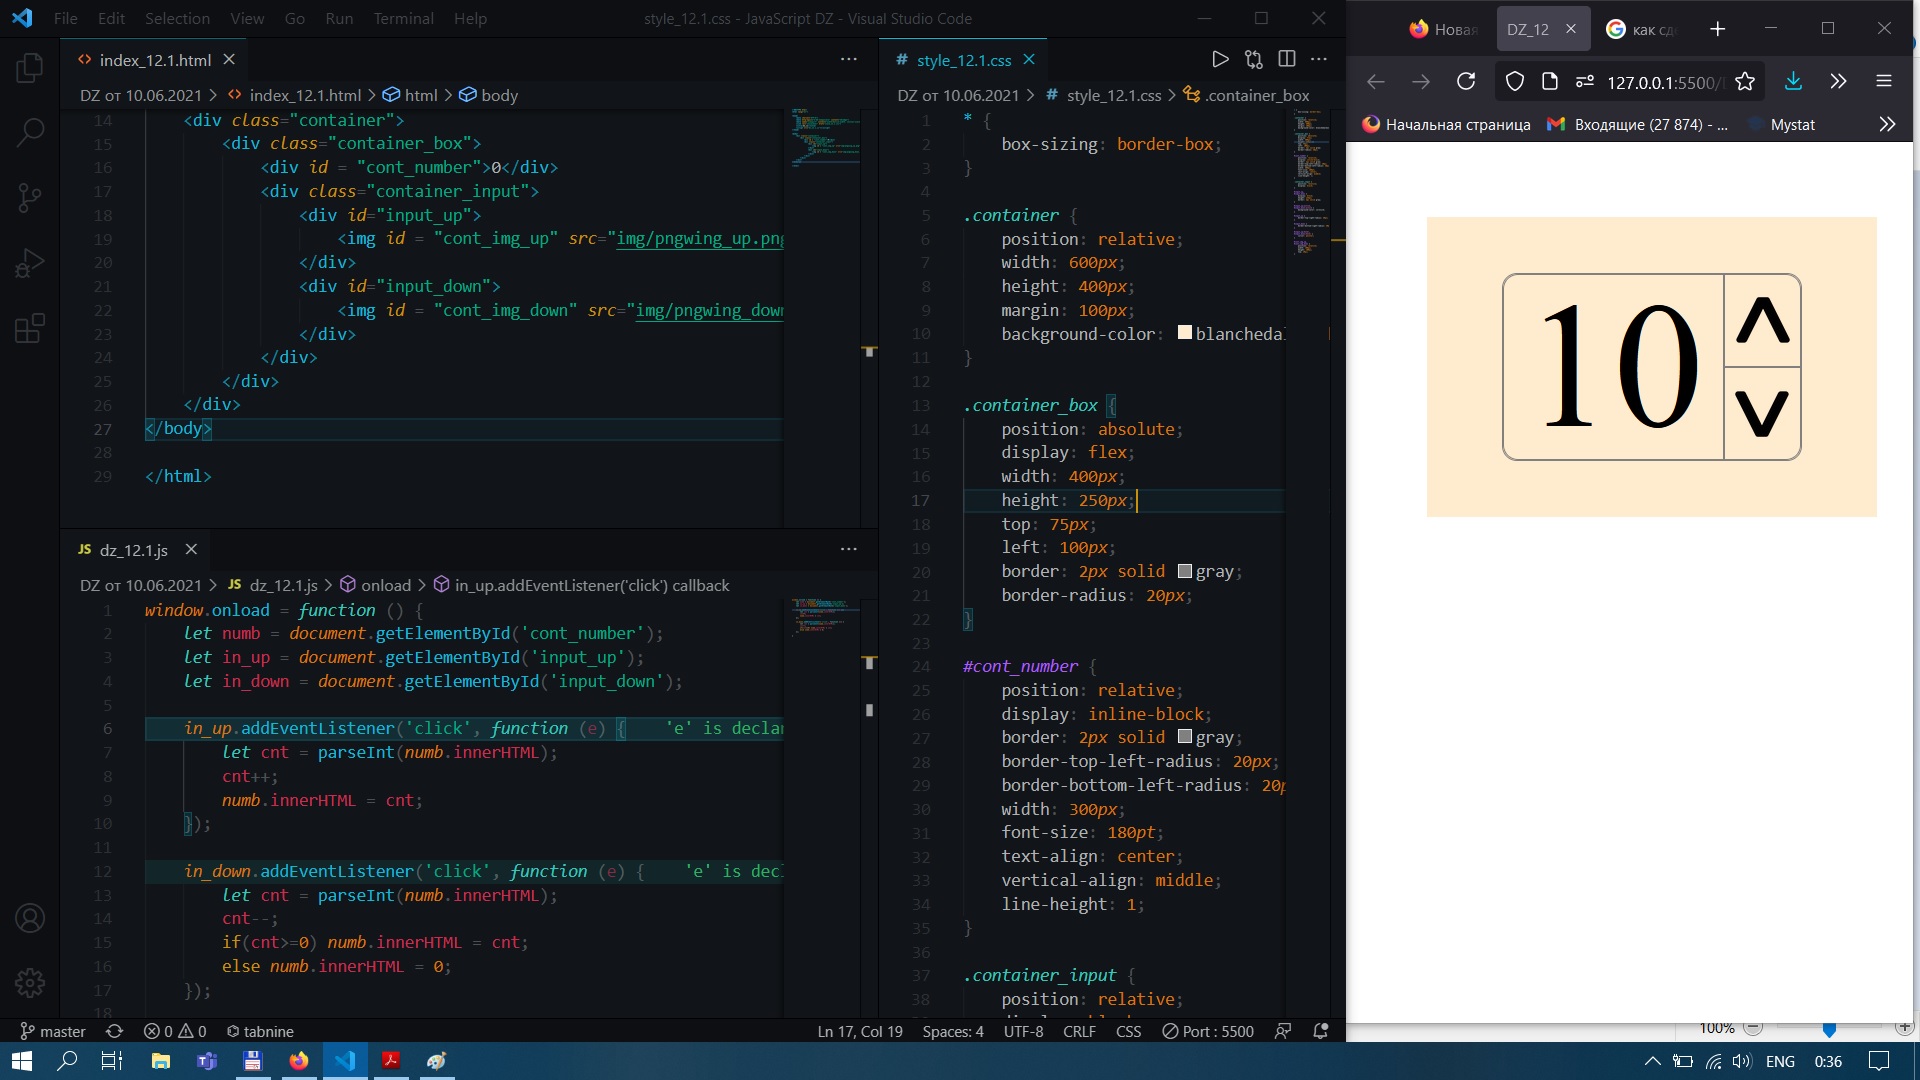 File Edit Selection View Go Run Terminal Help
style_12.1.css - JavaScript DZ - Visual Studio Code
index_12.1.html
DZ от 10.06.2021 > index_12.1.html > html > body
14 <div class="container">
15 <div class="container_box">
16 <div id = "cont_number">0</div>
17 <div class="container_input">
18 <div id="input_up">
19 <img id = "cont_img_up" src="img/pngwing_up.png
20 </div>
21 <div id="input_down">
22 <img id = "cont_img_down" src="img/pngwing_down
23 </div>
24 </div>
25 </div>
26 </div>
27 </body>
28
29 </html>
JS dz_12.1.js
DZ от 10.06.2021 > JS dz_12.1.js > onload > in_up.addEventListener('click') callback
1 window.onload = function () {
2 let numb = document.getElementById('cont_number');
3 let in_up = document.getElementById('input_up');
4 let in_down = document.getElementById('input_down');
5
6 in_up.addEventListener('click', function (e) { 'e' is declar
7 let cnt = parseInt(numb.innerHTML);
8 cnt++;
9 numb.innerHTML = cnt;
10 });
11
12 in_down.addEventListener('click', function (e) { 'e' is decl
13 let cnt = parseInt(numb.innerHTML);
14 cnt--;
15 if(cnt>=0) numb.innerHTML = cnt;
16 else numb.innerHTML = 0;
17 });
18
# style_12.1.css
DZ от 10.06.2021 > # style_12.1.css > .container_box
1 * {
2 box-sizing: border-box;
3 }
4
5 .container {
6 position: relative;
7 width: 600px;
8 height: 400px;
9 margin: 100px;
10 background-color: blancheda
11 }
12
13 .container_box {
14 position: absolute;
15 display: flex;
16 width: 400px;
17 height: 250px;
18 top: 75px;
19 left: 100px;
20 border: 2px solid gray;
21 border-radius: 20px;
22 }
23
24 #cont_number {
25 position: relative;
26 display: inline-block;
27 border: 2px solid gray;
28 border-top-left-radius: 20px;
29 border-bottom-left-radius: 20p
30 width: 300px;
31 font-size: 180pt;
32 text-align: center;
33 vertical-align: middle;
34 line-height: 1;
35 }
36
37 .container_input {
38 position: relative;
master 0 0 tabnine
Ln 17, Col 19 Spaces: 4 UTF-8 CRLF CSS Port : 5500
Новая DZ_12 как сд
127.0.0.1:5500/
Начальная страница Входящие (27 874) - ... Mystat
10
100%
ENG 0:36